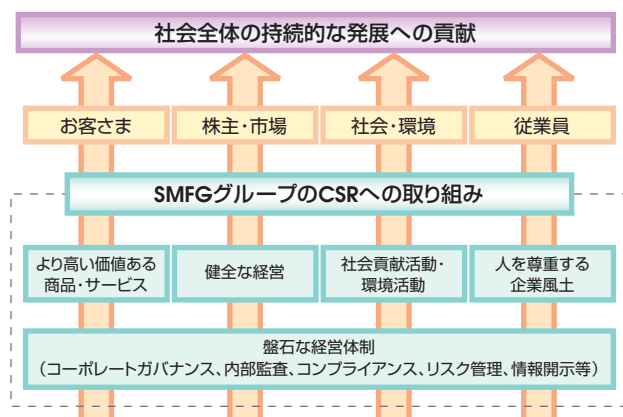 社会全体の持続的な発展への貢献
お客さま
株主・市場
社会・環境
従業員
SMFGグループのCSRへの取り組み
より高い価値ある
商品・サービス
健全な経営
社会貢献活動・
環境活動
人を尊重する
企業風土
盤石な経営体制
（コーポレートガバナンス、内部監査、コンプライアンス、リスク管理、情報開示等）